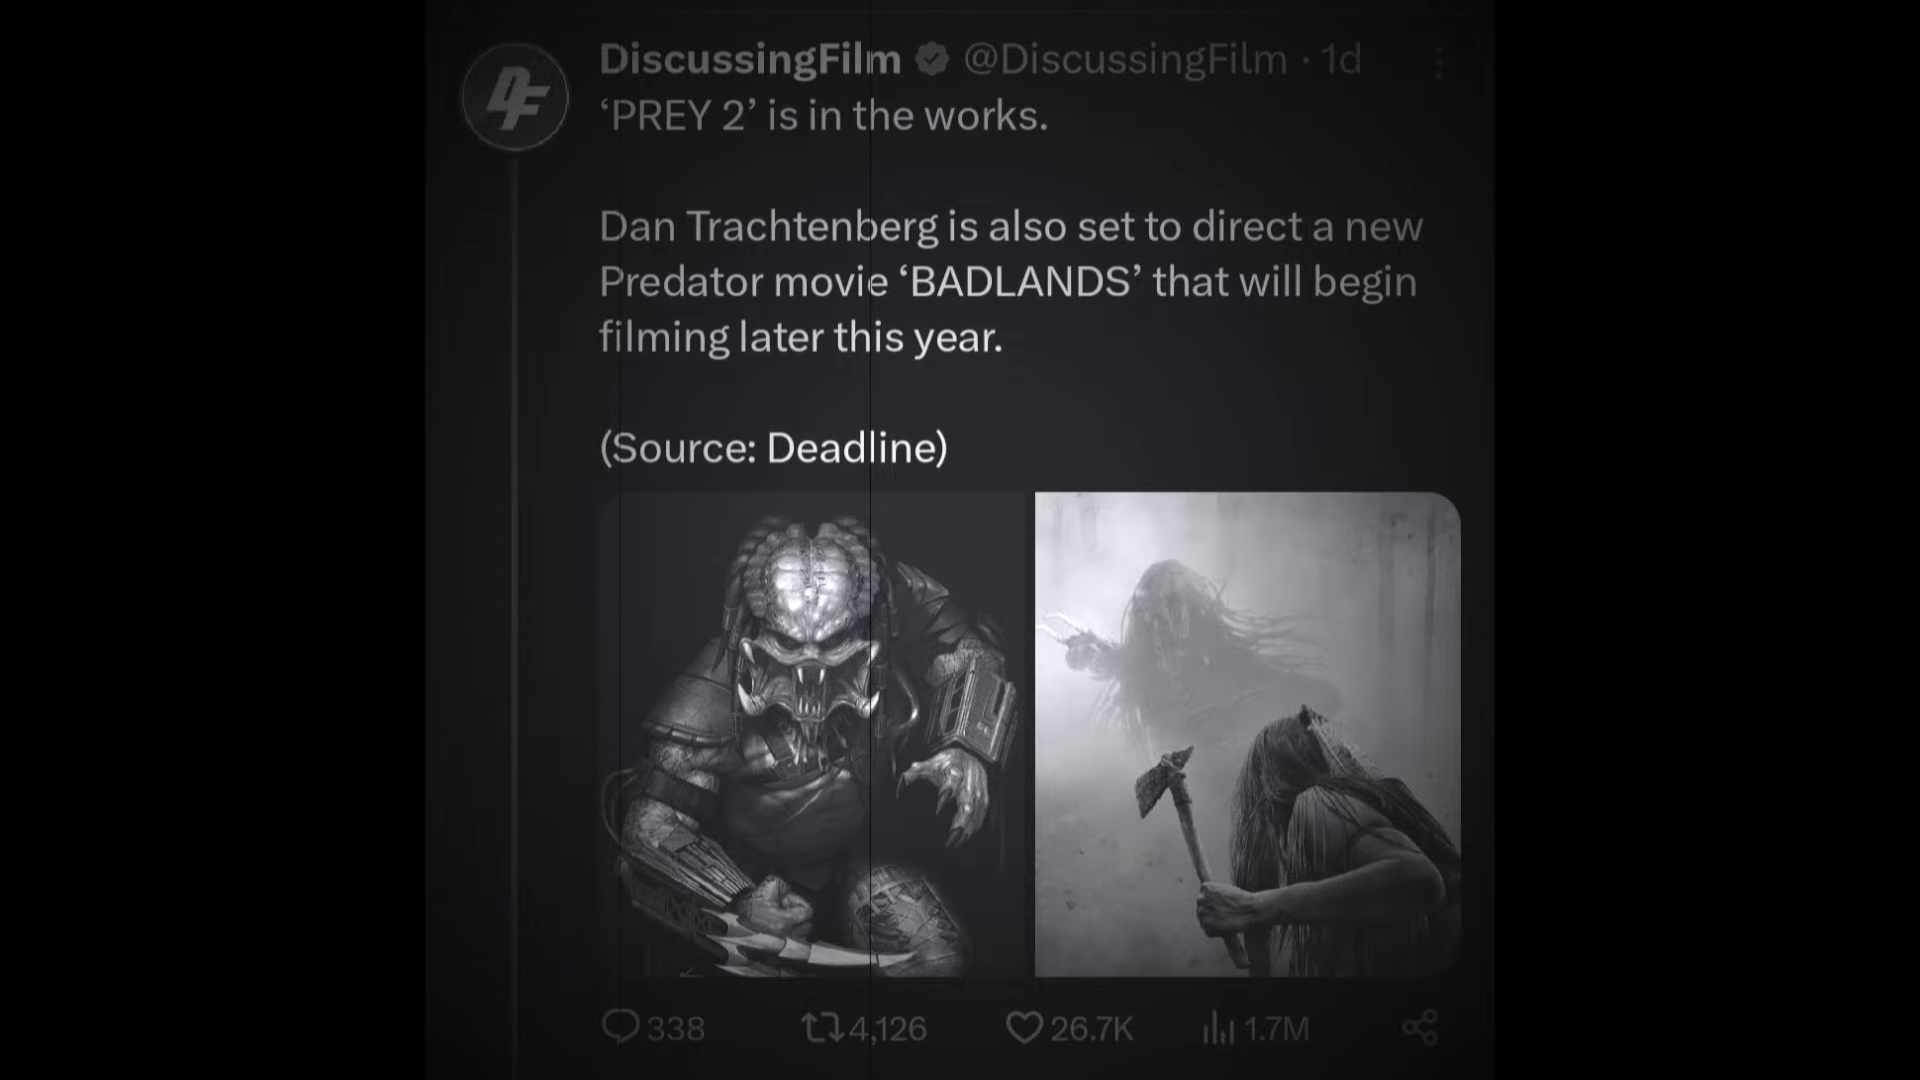 DiscussingFilm @DiscussingFilm · 1d
‘PREY 2’ is in the works.
Dan Trachtenberg is also set to direct a new
Predator movie ‘BADLANDS’ that will begin
filming later this year.
(Source: Deadline)
DF
338 4,126 26.7K 1.7M